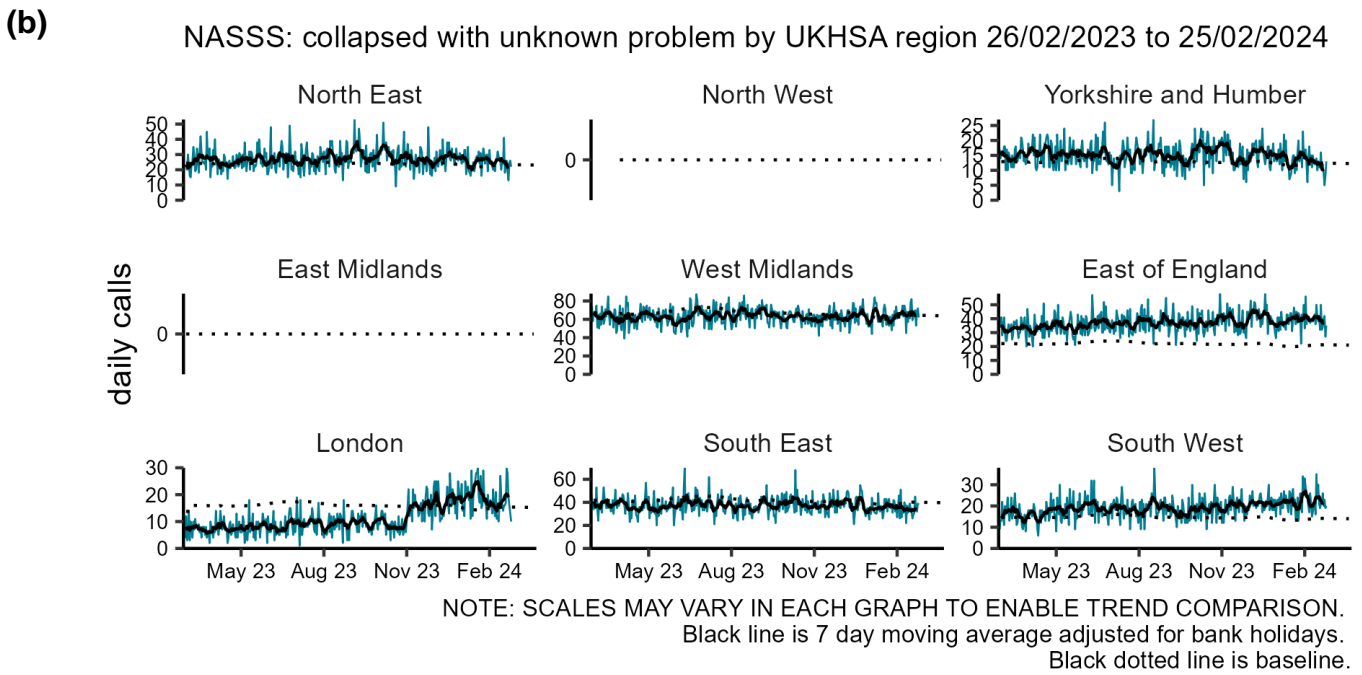 (b)
NASSS: collapsed with unknown problem by UKHSA region 26/02/2023 to 25/02/2024
North East
North West
Yorkshire and Humber
50
40
30
20
10
0
0
25
20
15
10
5
0
daily calls
East Midlands
West Midlands
East of England
0
80
60
40
20
0
50
40
30
20
10
0
London
South East
South West
30
20
10
0
60
40
20
0
30
20
10
0
May 23 Aug 23 Nov 23 Feb 24
May 23 Aug 23 Nov 23 Feb 24
May 23 Aug 23 Nov 23 Feb 24
NOTE: SCALES MAY VARY IN EACH GRAPH TO ENABLE TREND COMPARISON.
Black line is 7 day moving average adjusted for bank holidays.
Black dotted line is baseline.